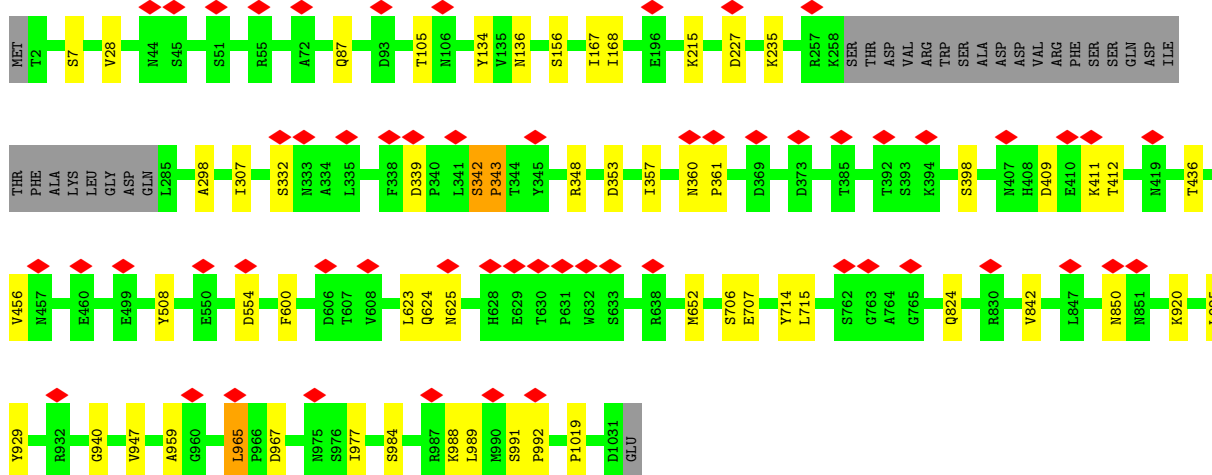 MET T2 S7 V28 N44 S45 S51 R55 A72 Q87 D93 T105 N106 Y134 V135 N136 S156 I167 I168 E196 K215 D227 K235 R257 K258 SER THR ASP VAL ARG TRP SER ALA ASP ASP VAL ARG PHE SER SER GLN ASP ILE
THR PHE ALA LYS LEU GLY ASP GLN L285 A298 I307 S332 N333 A334 L335 F338 D339 P340 L341 S342 P343 T344 Y345 R348 D353 I357 N360 P361 D369 D373 T385 T392 S393 K394 S398 N407 H408 D409 E410 K411 T412 N419 T436
V456 N457 E460 E499 Y508 E550 D554 F600 D606 T607 V608 L623 Q624 N625 H628 E629 T630 P631 W632 S633 R638 M652 S706 E707 Y714 L715 S762 G763 A764 G765 Q824 R830 V842 L847 N850 N851 K920
Y929 R932 G940 V947 A959 G960 L965 P966 D967 N975 S976 I977 S984 R987 K988 L989 M990 S991 P992 P1019 D1031 GLU